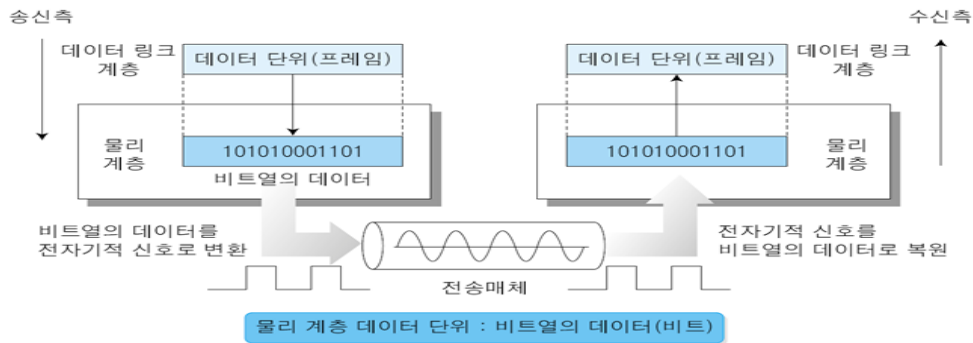 송신측
수신측
데이터 링크
계층
데이터 단위(프레임)
데이터 단위(프레임)
데이터 링크
계층
물리
계층
101010001101
비트열의 데이터
101010001101
물리
계층
비트열의 데이터를
전자기적 신호로 변환
전자기적 신호를
비트열의 데이터로 복원
전송매체
물리 계층 데이터 단위 : 비트열의 데이터(비트)